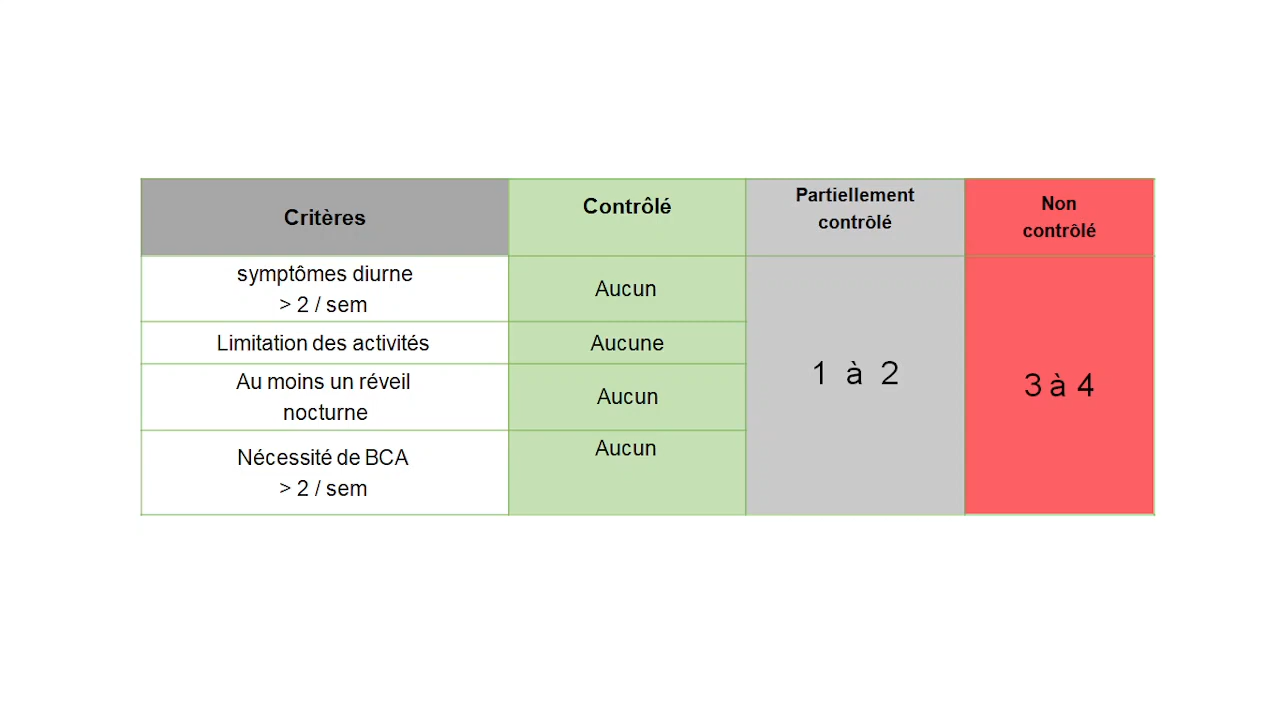 Critères
Contrôlé
Partiellement
contrôlé
Non
contrôlé
symptômes diurne
> 2 / sem
Aucun
1 à 2
3 à 4
Limitation des activités
Aucune
Au moins un réveil
nocturne
Aucun
Nécessité de BCA
> 2 / sem
Aucun